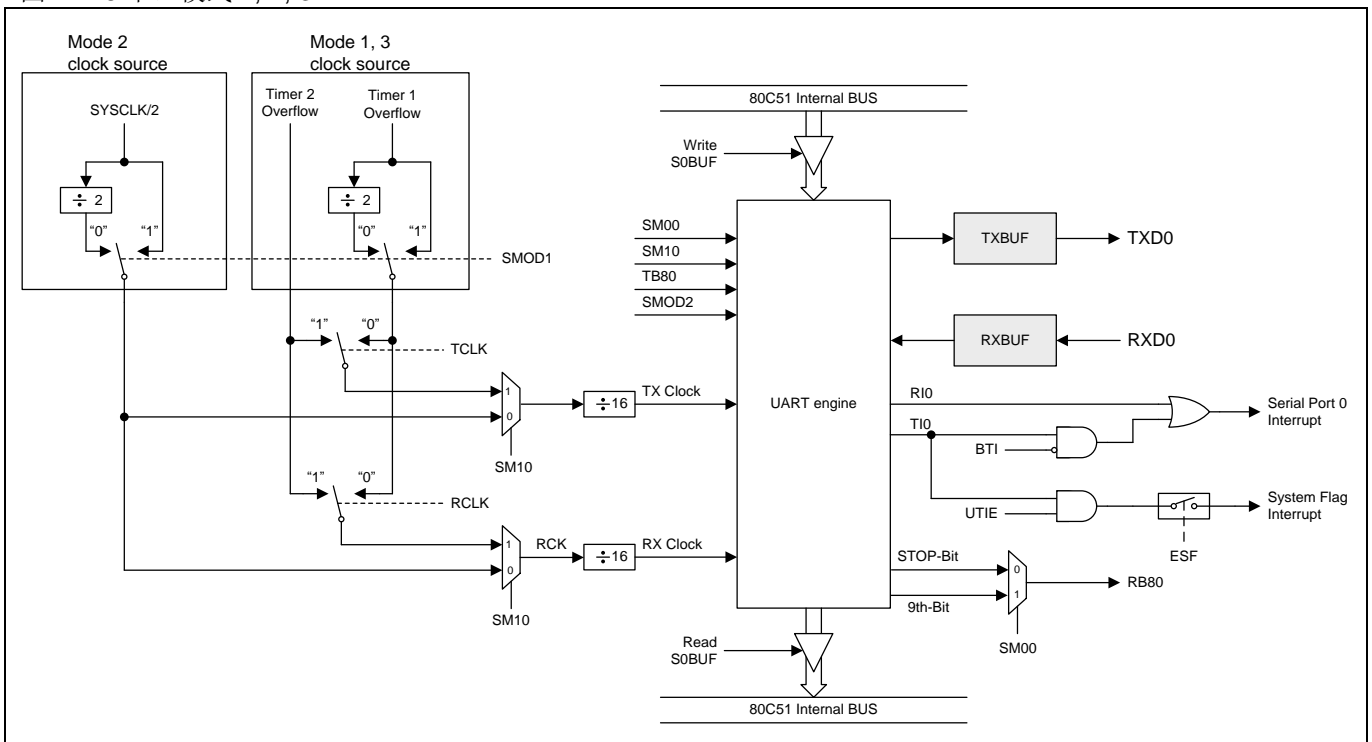 Mode 2
clock source
Mode 1, 3
clock source
SYSCLK/2
Timer 2
Overflow
Timer 1
Overflow
÷ 2
÷ 2
“0”
“1”
“0”
“1”
SMOD1
“1”
“0”
TCLK
1
0
SM10
÷16
TX Clock
“1”
“0”
RCLK
1
0
SM10
RCK
÷16
RX Clock
80C51 Internal BUS
Write
S0BUF
SM00
SM10
TB80
SMOD2
UART engine
TXBUF
TXD0
RXBUF
RXD0
RI0
TI0
BTI
Serial Port 0
Interrupt
UTIE
ESF
System Flag
Interrupt
STOP-Bit
9th-Bit
0
1
SM00
RB80
Read
S0BUF
80C51 Internal BUS